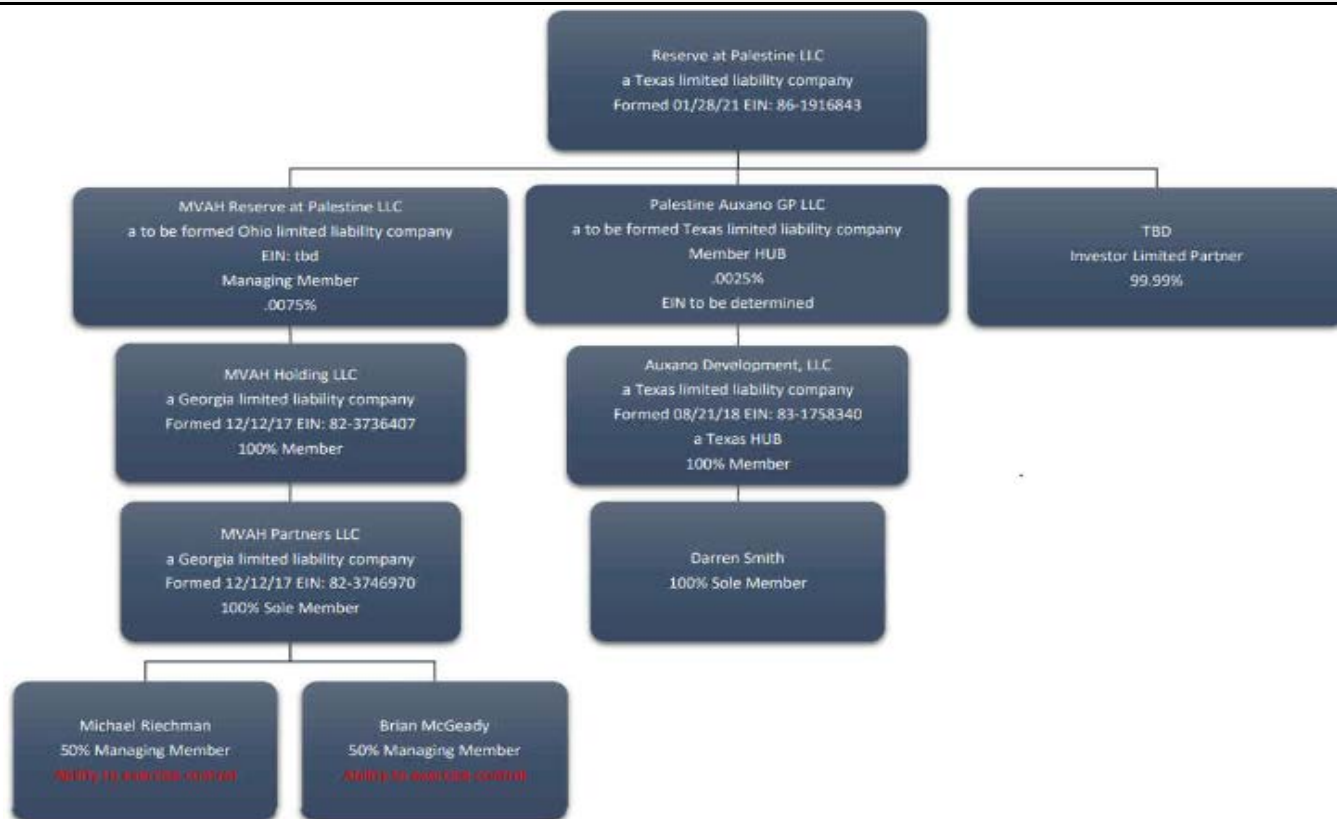 Reserve at Palestine LLC
a Texas limited liability company
Formed 01/28/21 EIN: 86-1916843
MVAH Reserve at Palestine LLC
a to be formed Ohio limited liability company
EIN: tbd
Managing Member
.0075%
Palestine Auxano GP LLC
a to be formed Texas limited liability company
Member HUB
.0025%
EIN to be determined
TBD
Investor Limited Partner
99.99%
MVAH Holding LLC
a Georgia limited liability company
Formed 12/12/17 EIN: 82-3736407
100% Member
Auxano Development, LLC
a Texas limited liability company
Formed 08/21/18 EIN: 83-1758340
a Texas HUB
100% Member
MVAH Partners LLC
a Georgia limited liability company
Formed 12/12/17 EIN: 82-3746970
100% Sole Member
Darren Smith
100% Sole Member
Michael Riechman
50% Managing Member
Ability to exercise control
Brian McGeady
50% Managing Member
Ability to exercise control